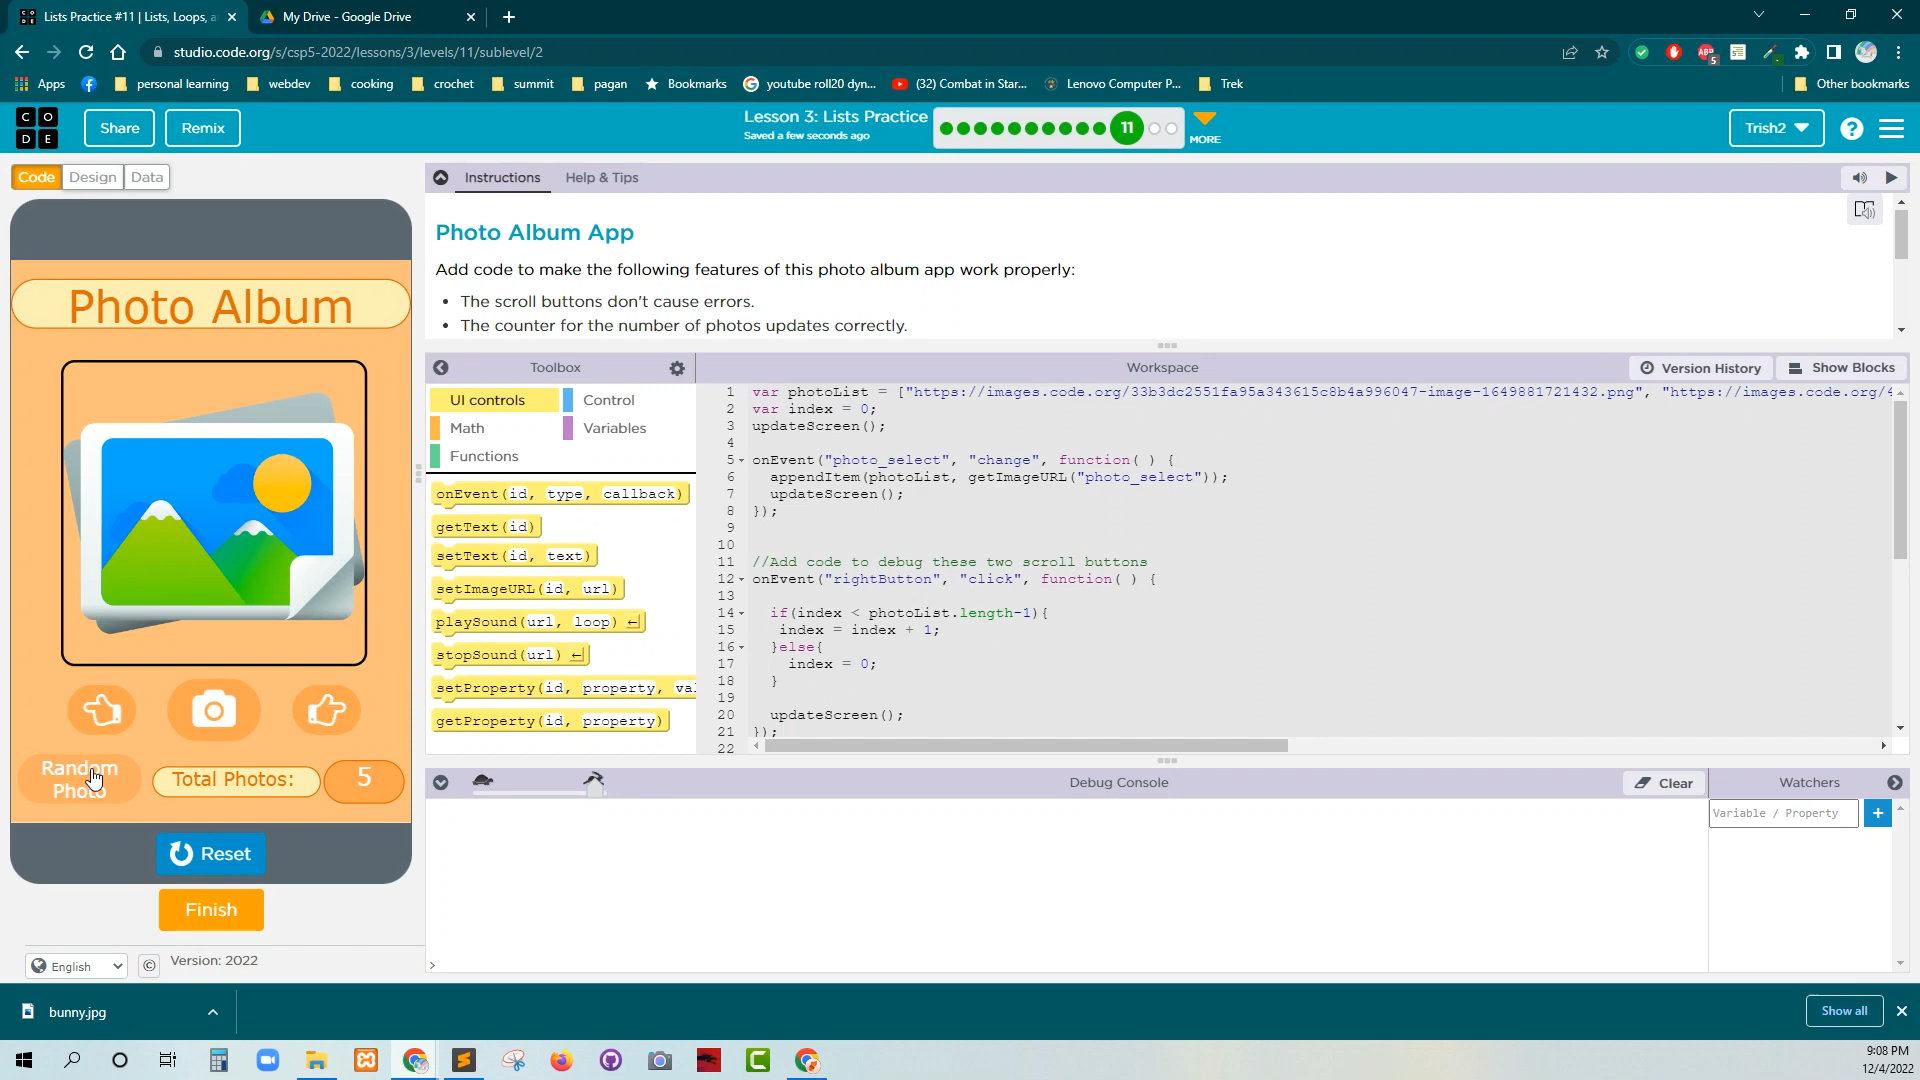 Lists Practice #11 | Lists, Loops, a
My Drive - Google Drive
studio.code.org/s/csp5-2022/lessons/3/levels/11/sublevel/2
Apps
personal learning
webdev
cooking
crochet
summit
pagan
Bookmarks
youtube roll20 dyn...
(32) Combat in Star...
Lenovo Computer P...
Trek
Other bookmarks
C O
D E
Share
Remix
Lesson 3: Lists Practice
Saved a few seconds ago
11
MORE
Trish2
Code
Design
Data
Instructions
Help & Tips
Photo Album App
Add code to make the following features of this photo album app work properly:
• The scroll buttons don't cause errors.
• The counter for the number of photos updates correctly.
Photo Album
Random
Photo
Total Photos:
5
Reset
Finish
English
Version: 2022
Toolbox
UI controls
Control
Math
Variables
Functions
onEvent(id, type, callback)
getText(id)
setText(id, text)
setImageURL(id, url)
playSound(url, loop)
stopSound(url)
setProperty(id, property, val
getProperty(id, property)
Workspace
Version History
Show Blocks
1 var photoList = ["https://images.code.org/33b3dc2551fa95a343615c8b4a996047-image-1649881721432.png", "https://images.code.org/4
2 var index = 0;
3 updateScreen();
4
5 onEvent("photo_select", "change", function( ) {
6 appendItem(photoList, getImageURL("photo_select"));
7 updateScreen();
8 });
9
10
11 //Add code to debug these two scroll buttons
12 onEvent("rightButton", "click", function( ) {
13
14 if(index < photoList.length-1){
15 index = index + 1;
16 }else{
17 index = 0;
18 }
19
20 updateScreen();
21 });
22
Debug Console
Clear
Watchers
Variable / Property
+
>
bunny.jpg
Show all
9:08 PM
12/4/2022